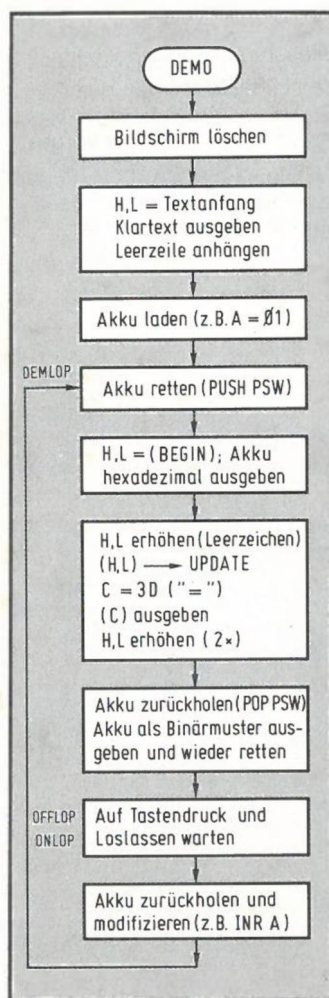 DEMO
Bildschirm löschen
H,L = Textanfang
Klartext ausgeben
Leerzeile anhängen
Akku laden (z.B. A = Ø1)
DEMLOP
Akku retten (PUSH PSW)
H,L = (BEGIN); Akku
hexadezimal ausgeben
H,L erhöhen (Leerzeichen)
(H,L) → UPDATE
C = 3D ("=")
(C) ausgeben
H,L erhöhen (2×)
Akku zurückholen (POP PSW)
Akku als Binärmuster aus-
geben und wieder retten
OFFLOP
ONLOP
Auf Tastendruck und
Loslassen warten
Akku zurückholen und
modifizieren (z.B. INR A)